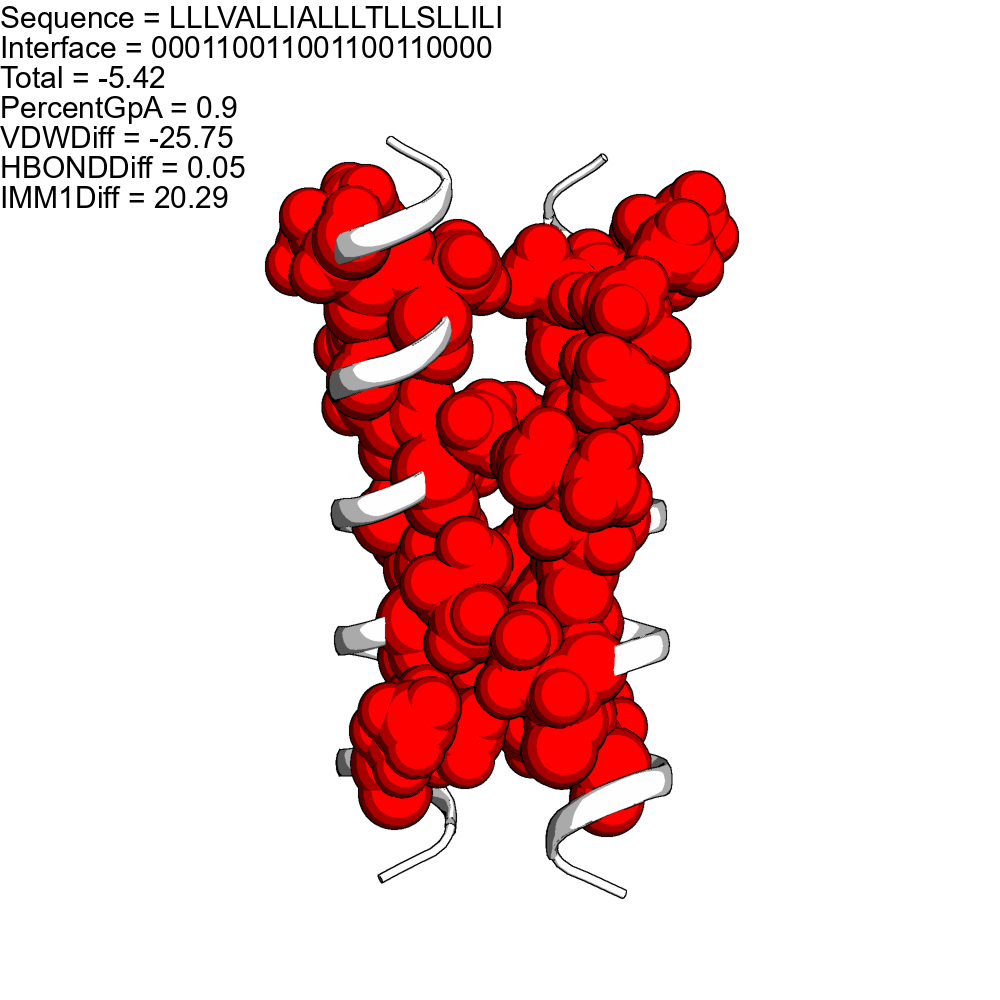 Sequence = LLLVALLIALLLTLLSLLILI
Interface = 000110011001100110000
Total = -5.42
PercentGpA = 0.9
VDWDiff = -25.75
HBONDDiff = 0.05
IMM1Diff = 20.29